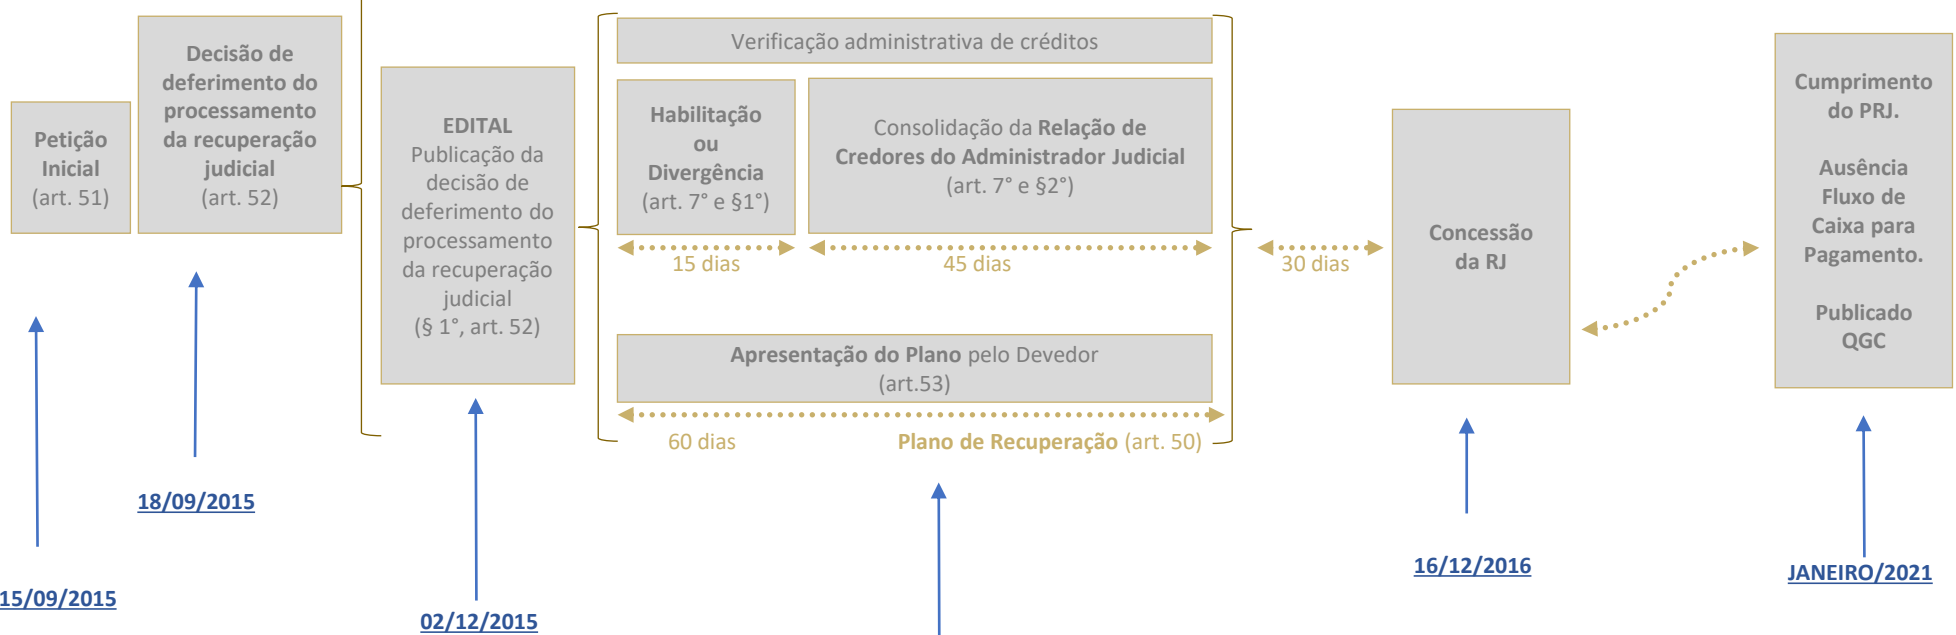 Petição
Inicial
(art. 51)
Decisão de
deferimento do
processamento
da recuperação
judicial
(art. 52)
EDITAL
Publicação da
decisão de
deferimento do
processamento
da recuperação
judicial
(§ 1°, art. 52)
Verificação administrativa de créditos
Habilitação
ou
Divergência
(art. 7° e §1°)
Consolidação da Relação de
Credores do Administrador Judicial
(art. 7° e §2°)
15 dias
45 dias
Apresentação do Plano pelo Devedor
(art.53)
60 dias
Plano de Recuperação (art. 50)
30 dias
Concessão
da RJ
Cumprimento
do PRJ.
Ausência
Fluxo de
Caixa para
Pagamento.
Publicado
QGC
15/09/2015
18/09/2015
02/12/2015
16/12/2016
JANEIRO/2021